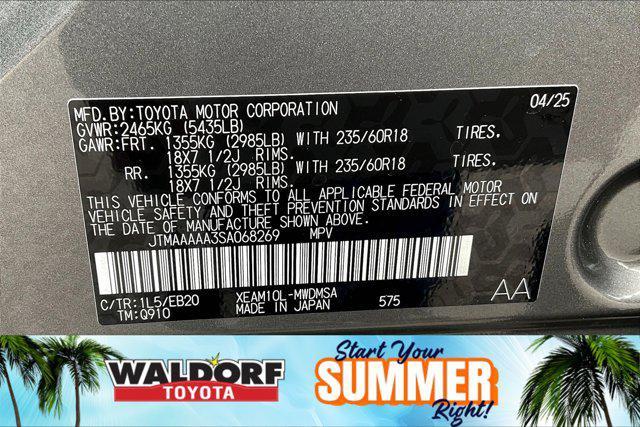 04/25
MFD.BY:TOYOTA MOTOR CORPORATION
GVWR:2465KG (5435LB)
GAWR:FRT. 1355KG (2985LB) WITH 235/60R18 TIRES.
18X7 1/2J RIMS.
RR. 1355KG (2985LB) WITH 235/60R18 TIRES.
18X7 1/2J RIMS.
THIS VEHICLE CONFORMS TO ALL APPLICABLE FEDERAL MOTOR
VEHICLE SAFETY AND THEFT PREVENTION STANDARDS IN EFFECT ON
THE DATE OF MANUFACTURE SHOWN ABOVE.
JTMAAAAA3SA068269 MPV
C/TR:1L5/EB20 XEAM10L-MWDMSA 575 AA
TM:Q910 MADE IN JAPAN
WALDORF
TOYOTA
Start Your
SUMMER
Right!